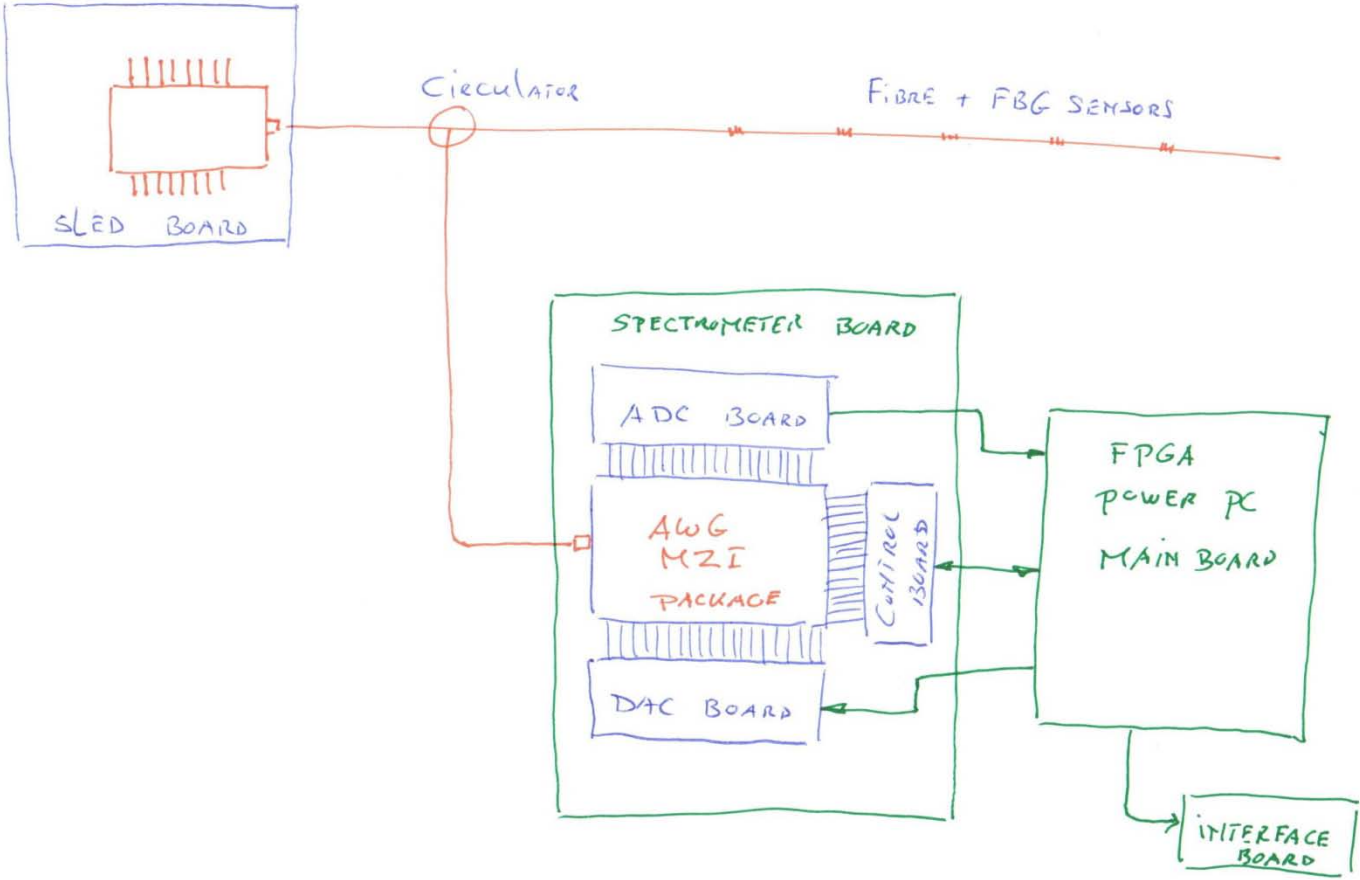 Circulator
FIBRE + FBG SENSORS
SLED BOARD
SPECTROMETER BOARD
ADC BOARD
FPGA
POWER PC
MAIN BOARD
AWG
MZI
PACKAGE
CONTROL
BOARD
DAC BOARD
INTERFACE
BOARD